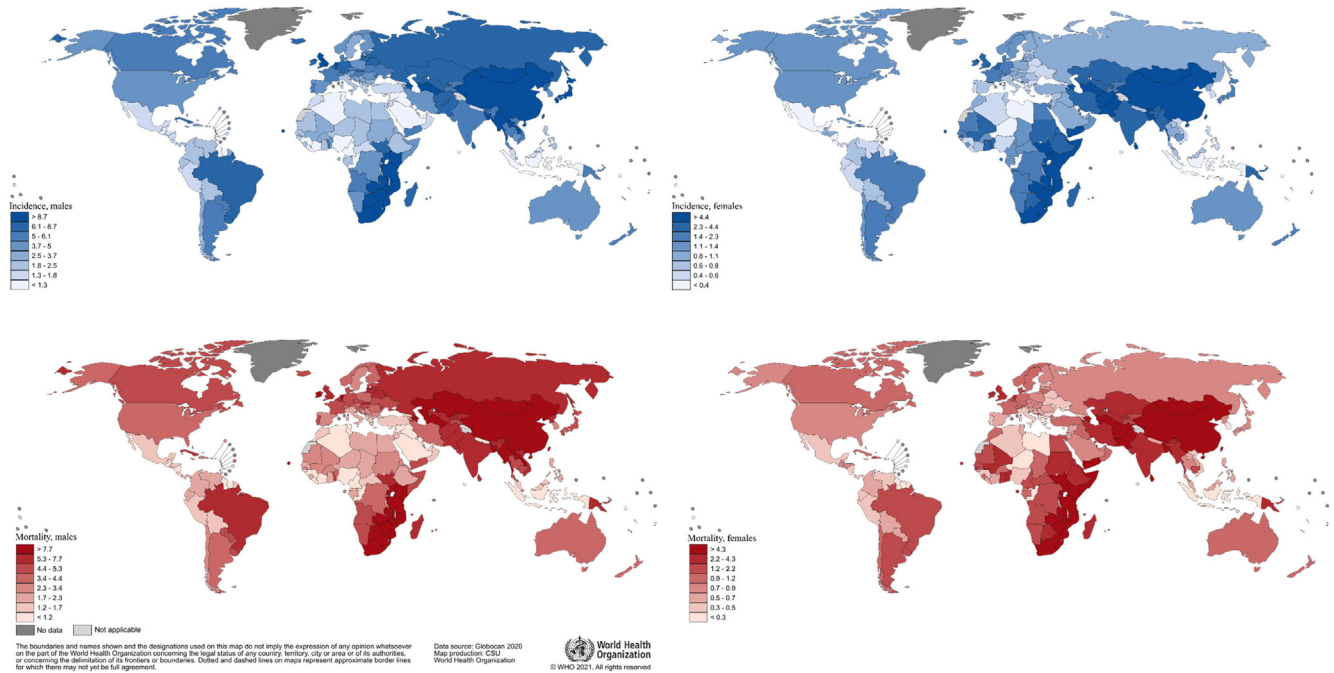 Incidence, males
> 8.7
6.1 - 8.7
5 - 6.1
3.7 - 5
2.5 - 3.7
1.8 - 2.5
1.3 - 1.8
< 1.3
Incidence, females
> 4.4
2.3 - 4.4
1.4 - 2.3
1.1 - 1.4
0.8 - 1.1
0.6 - 0.8
0.4 - 0.6
< 0.4
Mortality, males
> 7.7
5.3 - 7.7
4.4 - 5.3
3.4 - 4.4
2.3 - 3.4
1.7 - 2.3
1.2 - 1.7
< 1.2
No data
Not applicable
Mortality, females
> 4.3
2.2 - 4.3
1.2 - 2.2
0.9 - 1.2
0.7 - 0.9
0.5 - 0.7
0.3 - 0.5
< 0.3
The boundaries and names shown and the designations used on this map do not imply the expression of any opinion whatsoever
on the part of the World Health Organization concerning the legal status of any country, territory, city or area or of its authorities,
or concerning the delimitation of its frontiers or boundaries. Dotted and dashed lines on maps represent approximate border lines
for which there may not yet be full agreement.
Data source: Globocan 2020
Map production: CSU
World Health Organization
World Health
Organization
© WHO 2021. All rights reserved